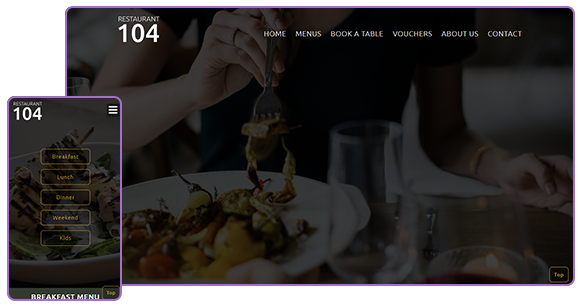 RESTAURANT
104
HOME MENUS BOOK A TABLE VOUCHERS ABOUT US CONTACT
Top
RESTAURANT
104
Breakfast
Lunch
Dinner
Weekend
Kids
Top
BREAKFAST MENU